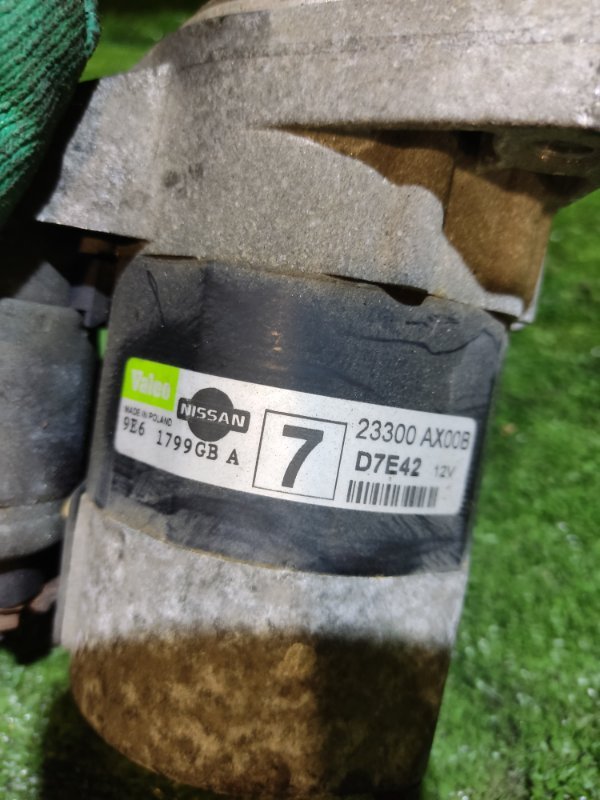 Valeo
NISSAN
MADE IN POLAND
9E6 1799GB A
7
23300 AX00B
D7E42 12V